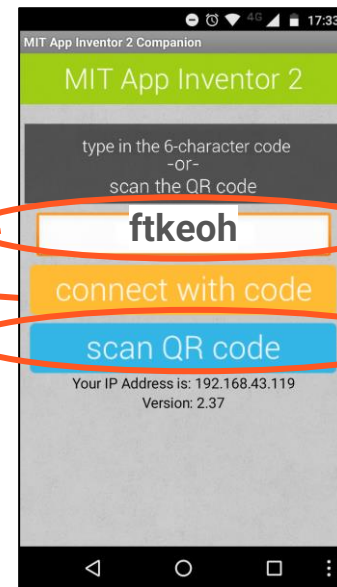 4G 17:33
MIT App Inventor 2 Companion
MIT App Inventor 2
type in the 6-character code
-or-
scan the QR code
ftkeoh
connect with code
scan QR code
Your IP Address is: 192.168.43.119
Version: 2.37